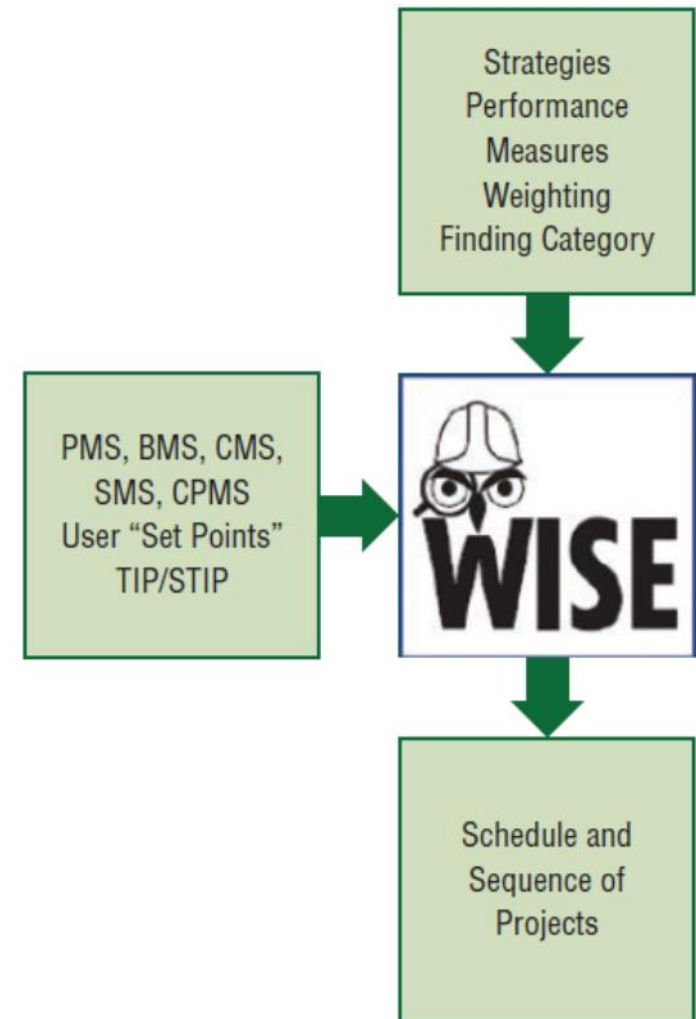 Strategies
Performance
Measures
Weighting
Finding Category
PMS, BMS, CMS,
SMS, CPMS
User “Set Points”
TIP/STIP
WISE
Schedule and
Sequence of
Projects